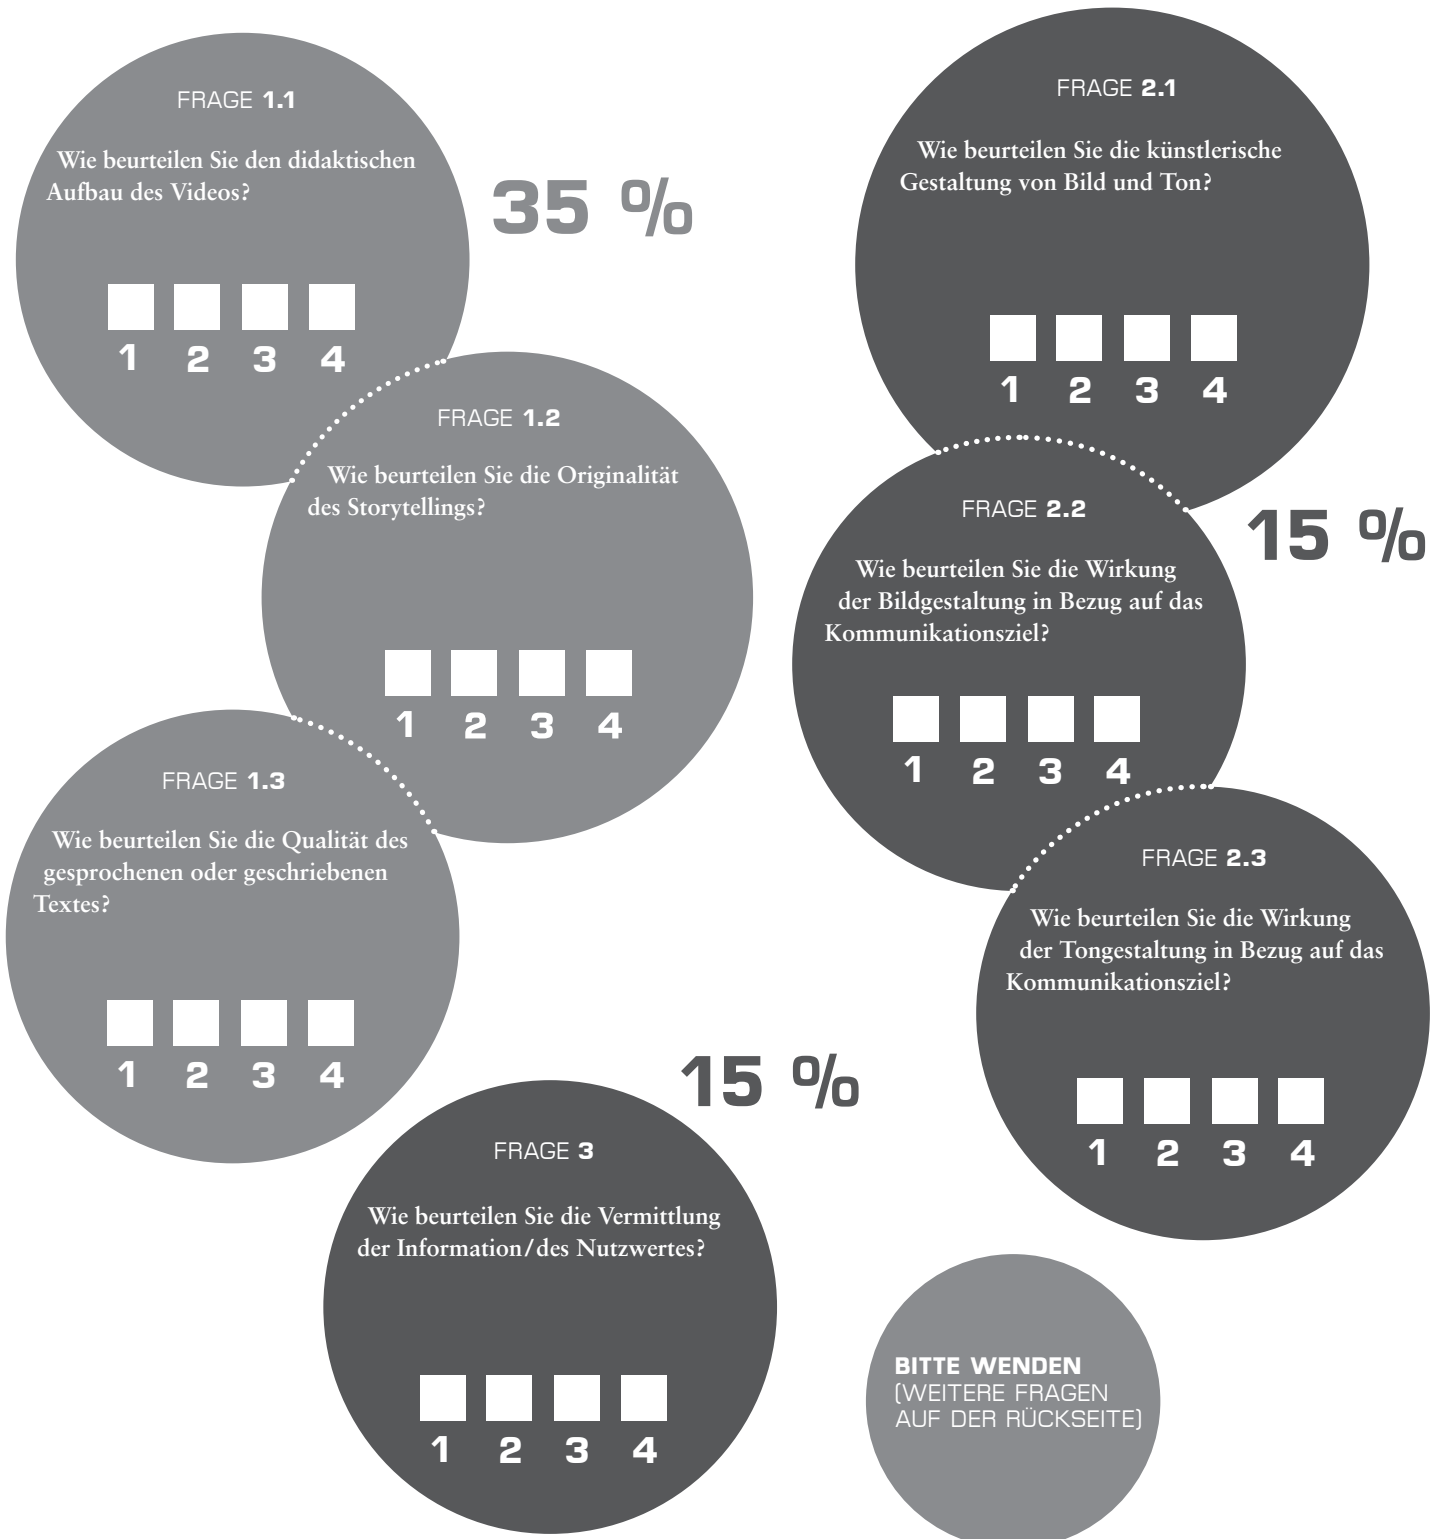 FRAGE 1.1
Wie beurteilen Sie den didaktischen
Aufbau des Videos?
1 2 3 4
35 %
FRAGE 1.2
Wie beurteilen Sie die Originalität
des Storytellings?
1 2 3 4
FRAGE 1.3
Wie beurteilen Sie die Qualität des
gesprochenen oder geschriebenen
Textes?
1 2 3 4
FRAGE 2.1
Wie beurteilen Sie die künstlerische
Gestaltung von Bild und Ton?
1 2 3 4
15 %
FRAGE 2.2
Wie beurteilen Sie die Wirkung
der Bildgestaltung in Bezug auf das
Kommunikationsziel?
1 2 3 4
FRAGE 2.3
Wie beurteilen Sie die Wirkung
der Tongestaltung in Bezug auf das
Kommunikationsziel?
1 2 3 4
15 %
FRAGE 3
Wie beurteilen Sie die Vermittlung
der Information/des Nutzwertes?
1 2 3 4
BITTE WENDEN
(WEITERE FRAGEN
AUF DER RÜCKSEITE)